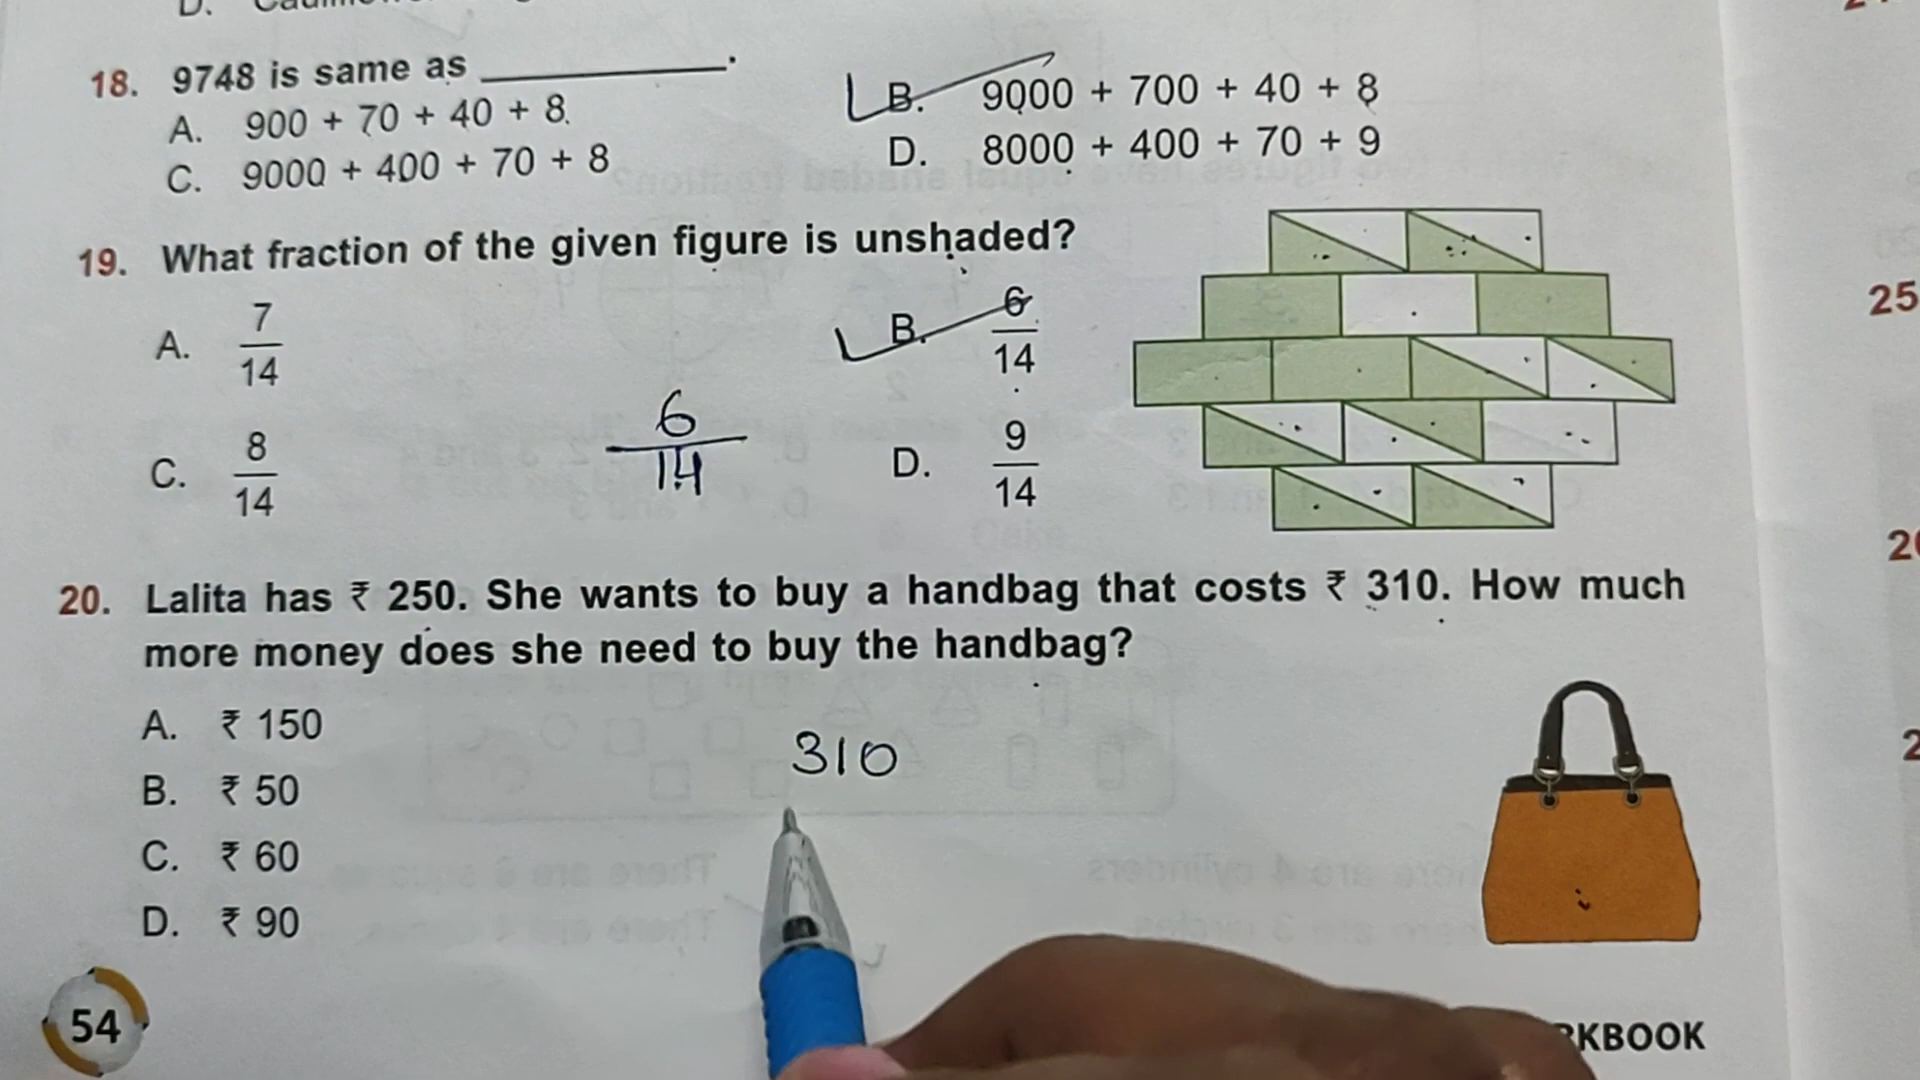 D.
18. 9748 is same as ________.
A. 900 + 70 + 40 + 8
B. 9000 + 700 + 40 + 8
C. 9000 + 400 + 70 + 8
D. 8000 + 400 + 70 + 9
19. What fraction of the given figure is unshaded?
A. 7/14
B. 6/14
C. 8/14
6/14
D. 9/14
20. Lalita has ₹ 250. She wants to buy a handbag that costs ₹ 310. How much
more money does she need to buy the handbag?
A. ₹ 150
310
B. ₹ 50
C. ₹ 60
D. ₹ 90
54
KBOOK
25